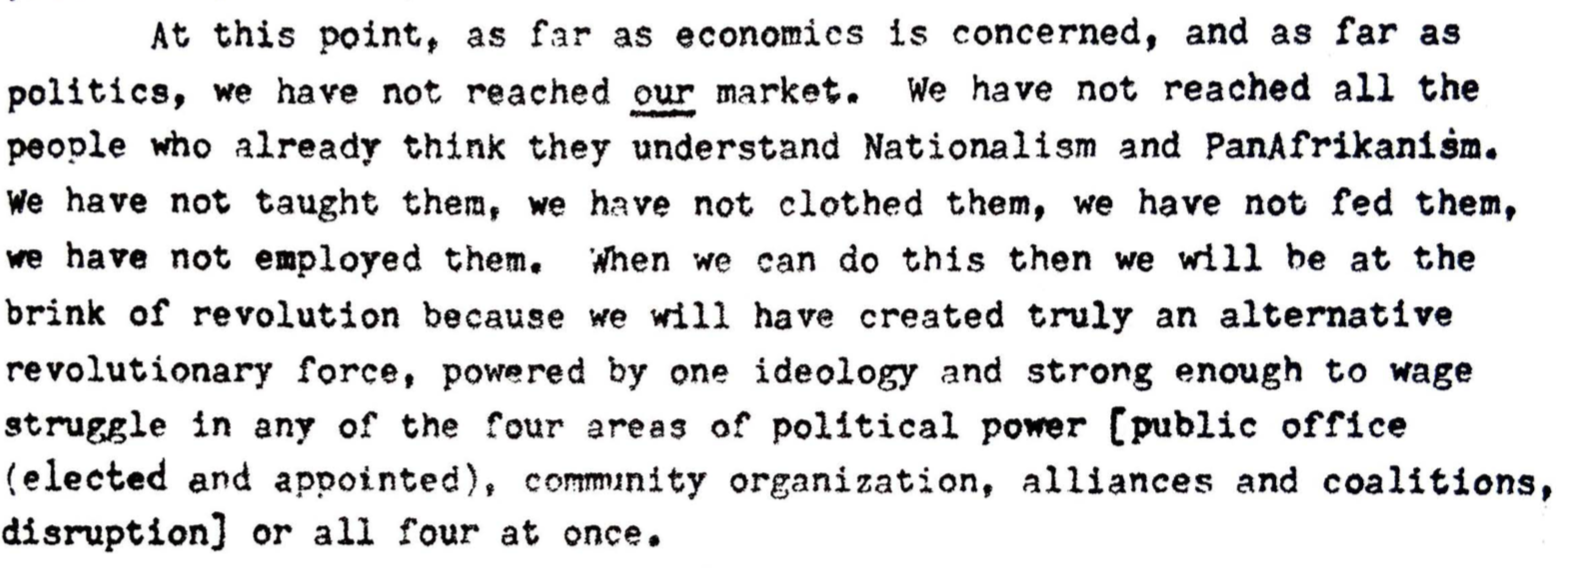 At this point, as far as economics is concerned, and as far as
politics, we have not reached our market. We have not reached all the
people who already think they understand Nationalism and PanAfrikanism.
We have not taught them, we have not clothed them, we have not fed them,
we have not employed them. When we can do this then we will be at the
brink of revolution because we will have created truly an alternative
revolutionary force, powered by one ideology and strong enough to wage
struggle in any of the four areas of political power [public office
(elected and appointed), community organization, alliances and coalitions,
disruption] or all four at once.